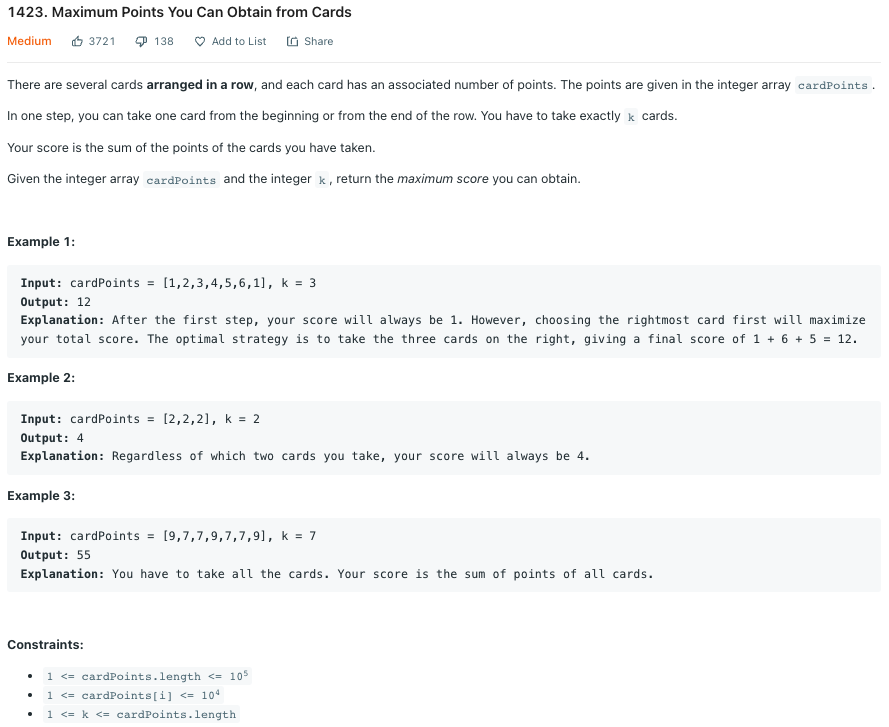 1423. Maximum Points You Can Obtain from Cards
Medium 3721 138 Add to List Share
There are several cards arranged in a row, and each card has an associated number of points. The points are given in the integer array cardPoints .
In one step, you can take one card from the beginning or from the end of the row. You have to take exactly k cards.
Your score is the sum of the points of the cards you have taken.
Given the integer array cardPoints and the integer k , return the maximum score you can obtain.
Example 1:
Input: cardPoints = [1,2,3,4,5,6,1], k = 3
Output: 12
Explanation: After the first step, your score will always be 1. However, choosing the rightmost card first will maximize
your total score. The optimal strategy is to take the three cards on the right, giving a final score of 1 + 6 + 5 = 12.
Example 2:
Input: cardPoints = [2,2,2], k = 2
Output: 4
Explanation: Regardless of which two cards you take, your score will always be 4.
Example 3:
Input: cardPoints = [9,7,7,9,7,7,9], k = 7
Output: 55
Explanation: You have to take all the cards. Your score is the sum of points of all cards.
Constraints:
• 1 <= cardPoints.length <= 10⁵
• 1 <= cardPoints[i] <= 10⁴
• 1 <= k <= cardPoints.length